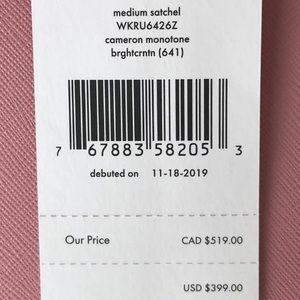 medium satchel
WKRU6426Z
cameron monotone
brghtcrntn (641)
7 67883 58205 3
debuted on 11-18-2019
Our Price CAD $519.00
USD $399.00